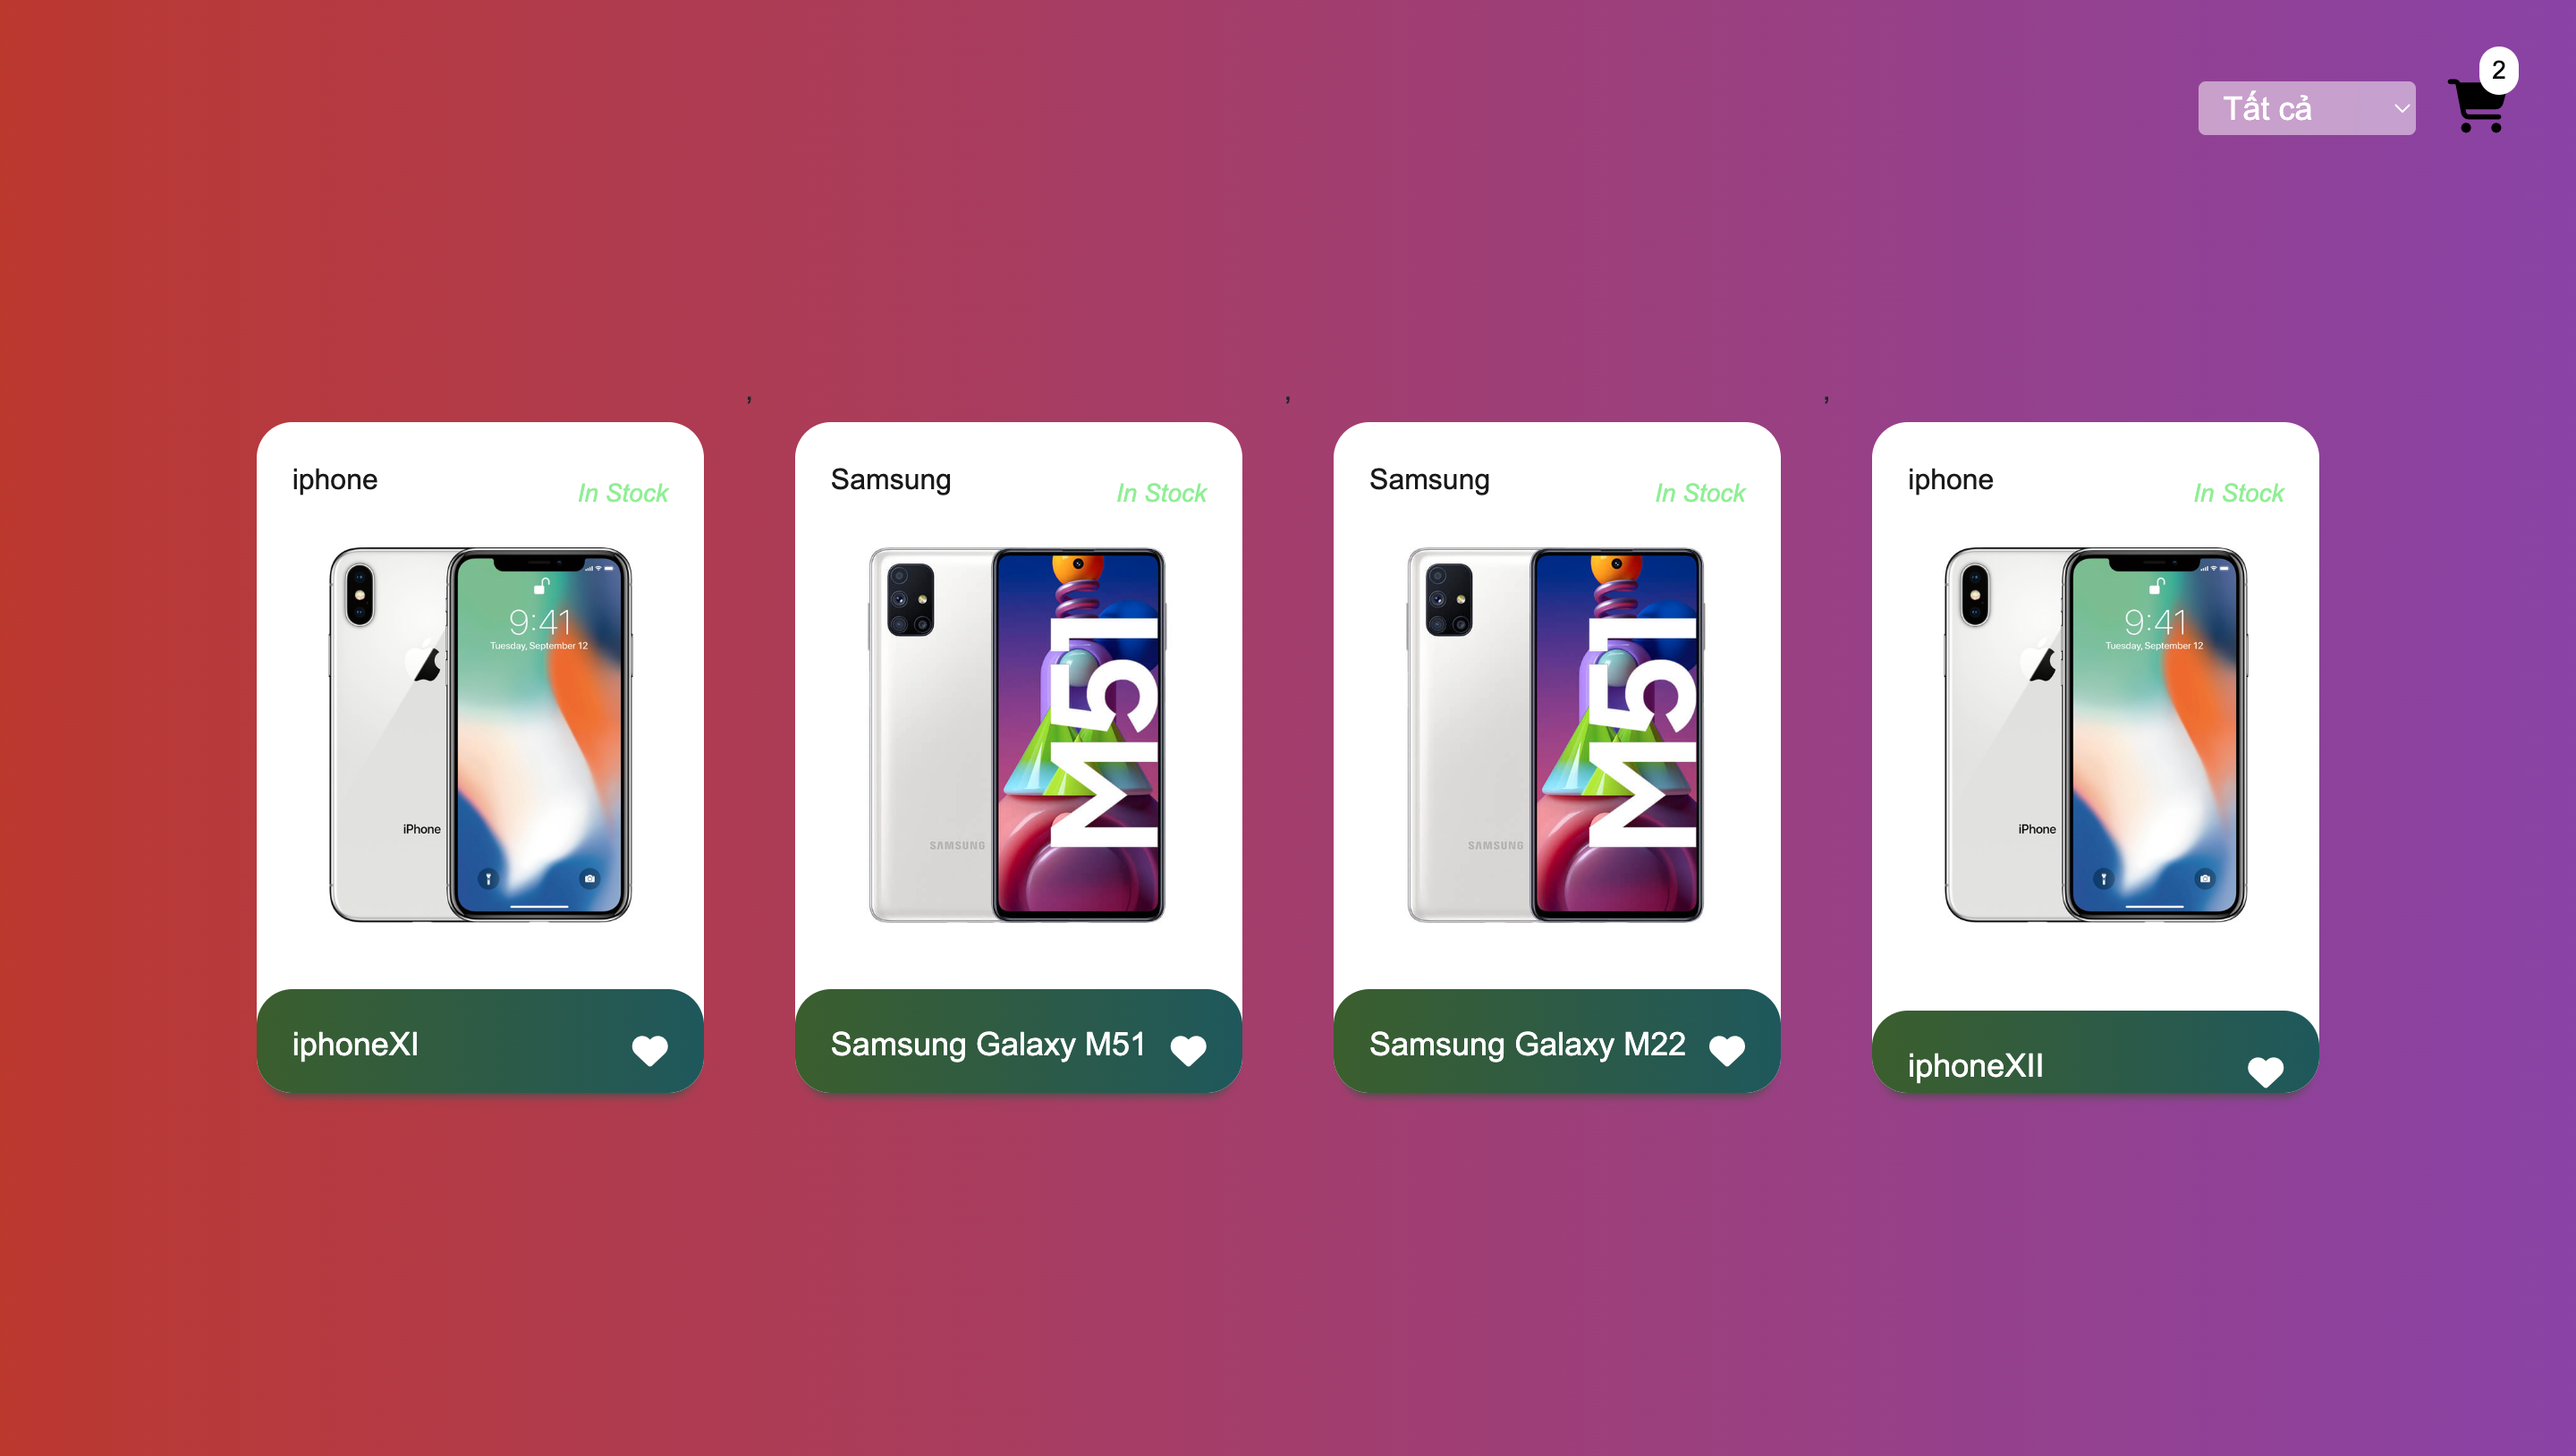 2
Tất cả
, , ,
iphone
In Stock
9:41
Tuesday, September 12
iPhone
iphoneXI
Samsung
In Stock
M51
SAMSUNG
Samsung Galaxy M51
Samsung
In Stock
M51
SAMSUNG
Samsung Galaxy M22
iphone
In Stock
9:41
Tuesday, September 12
iPhone
iphoneXII